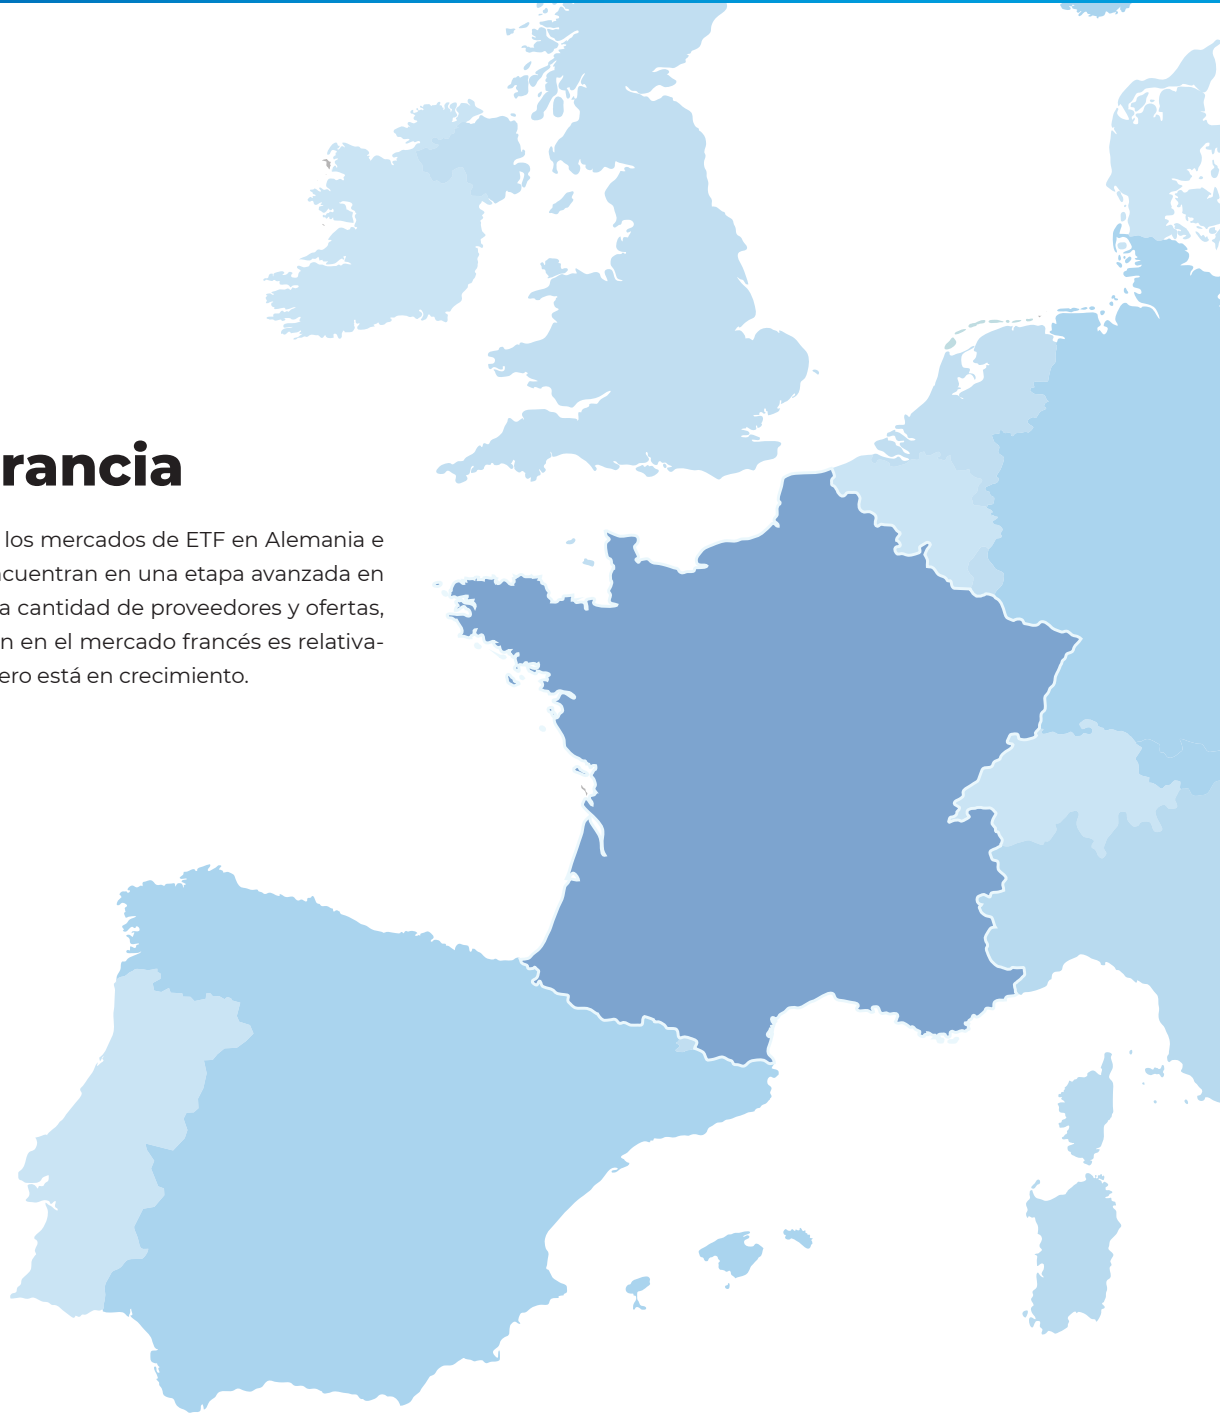 rancia
los mercados de ETF en Alemania e
cuentran en una etapa avanzada en
a cantidad de proveedores y ofertas,
n en el mercado francés es relativa-
ero está en crecimiento.